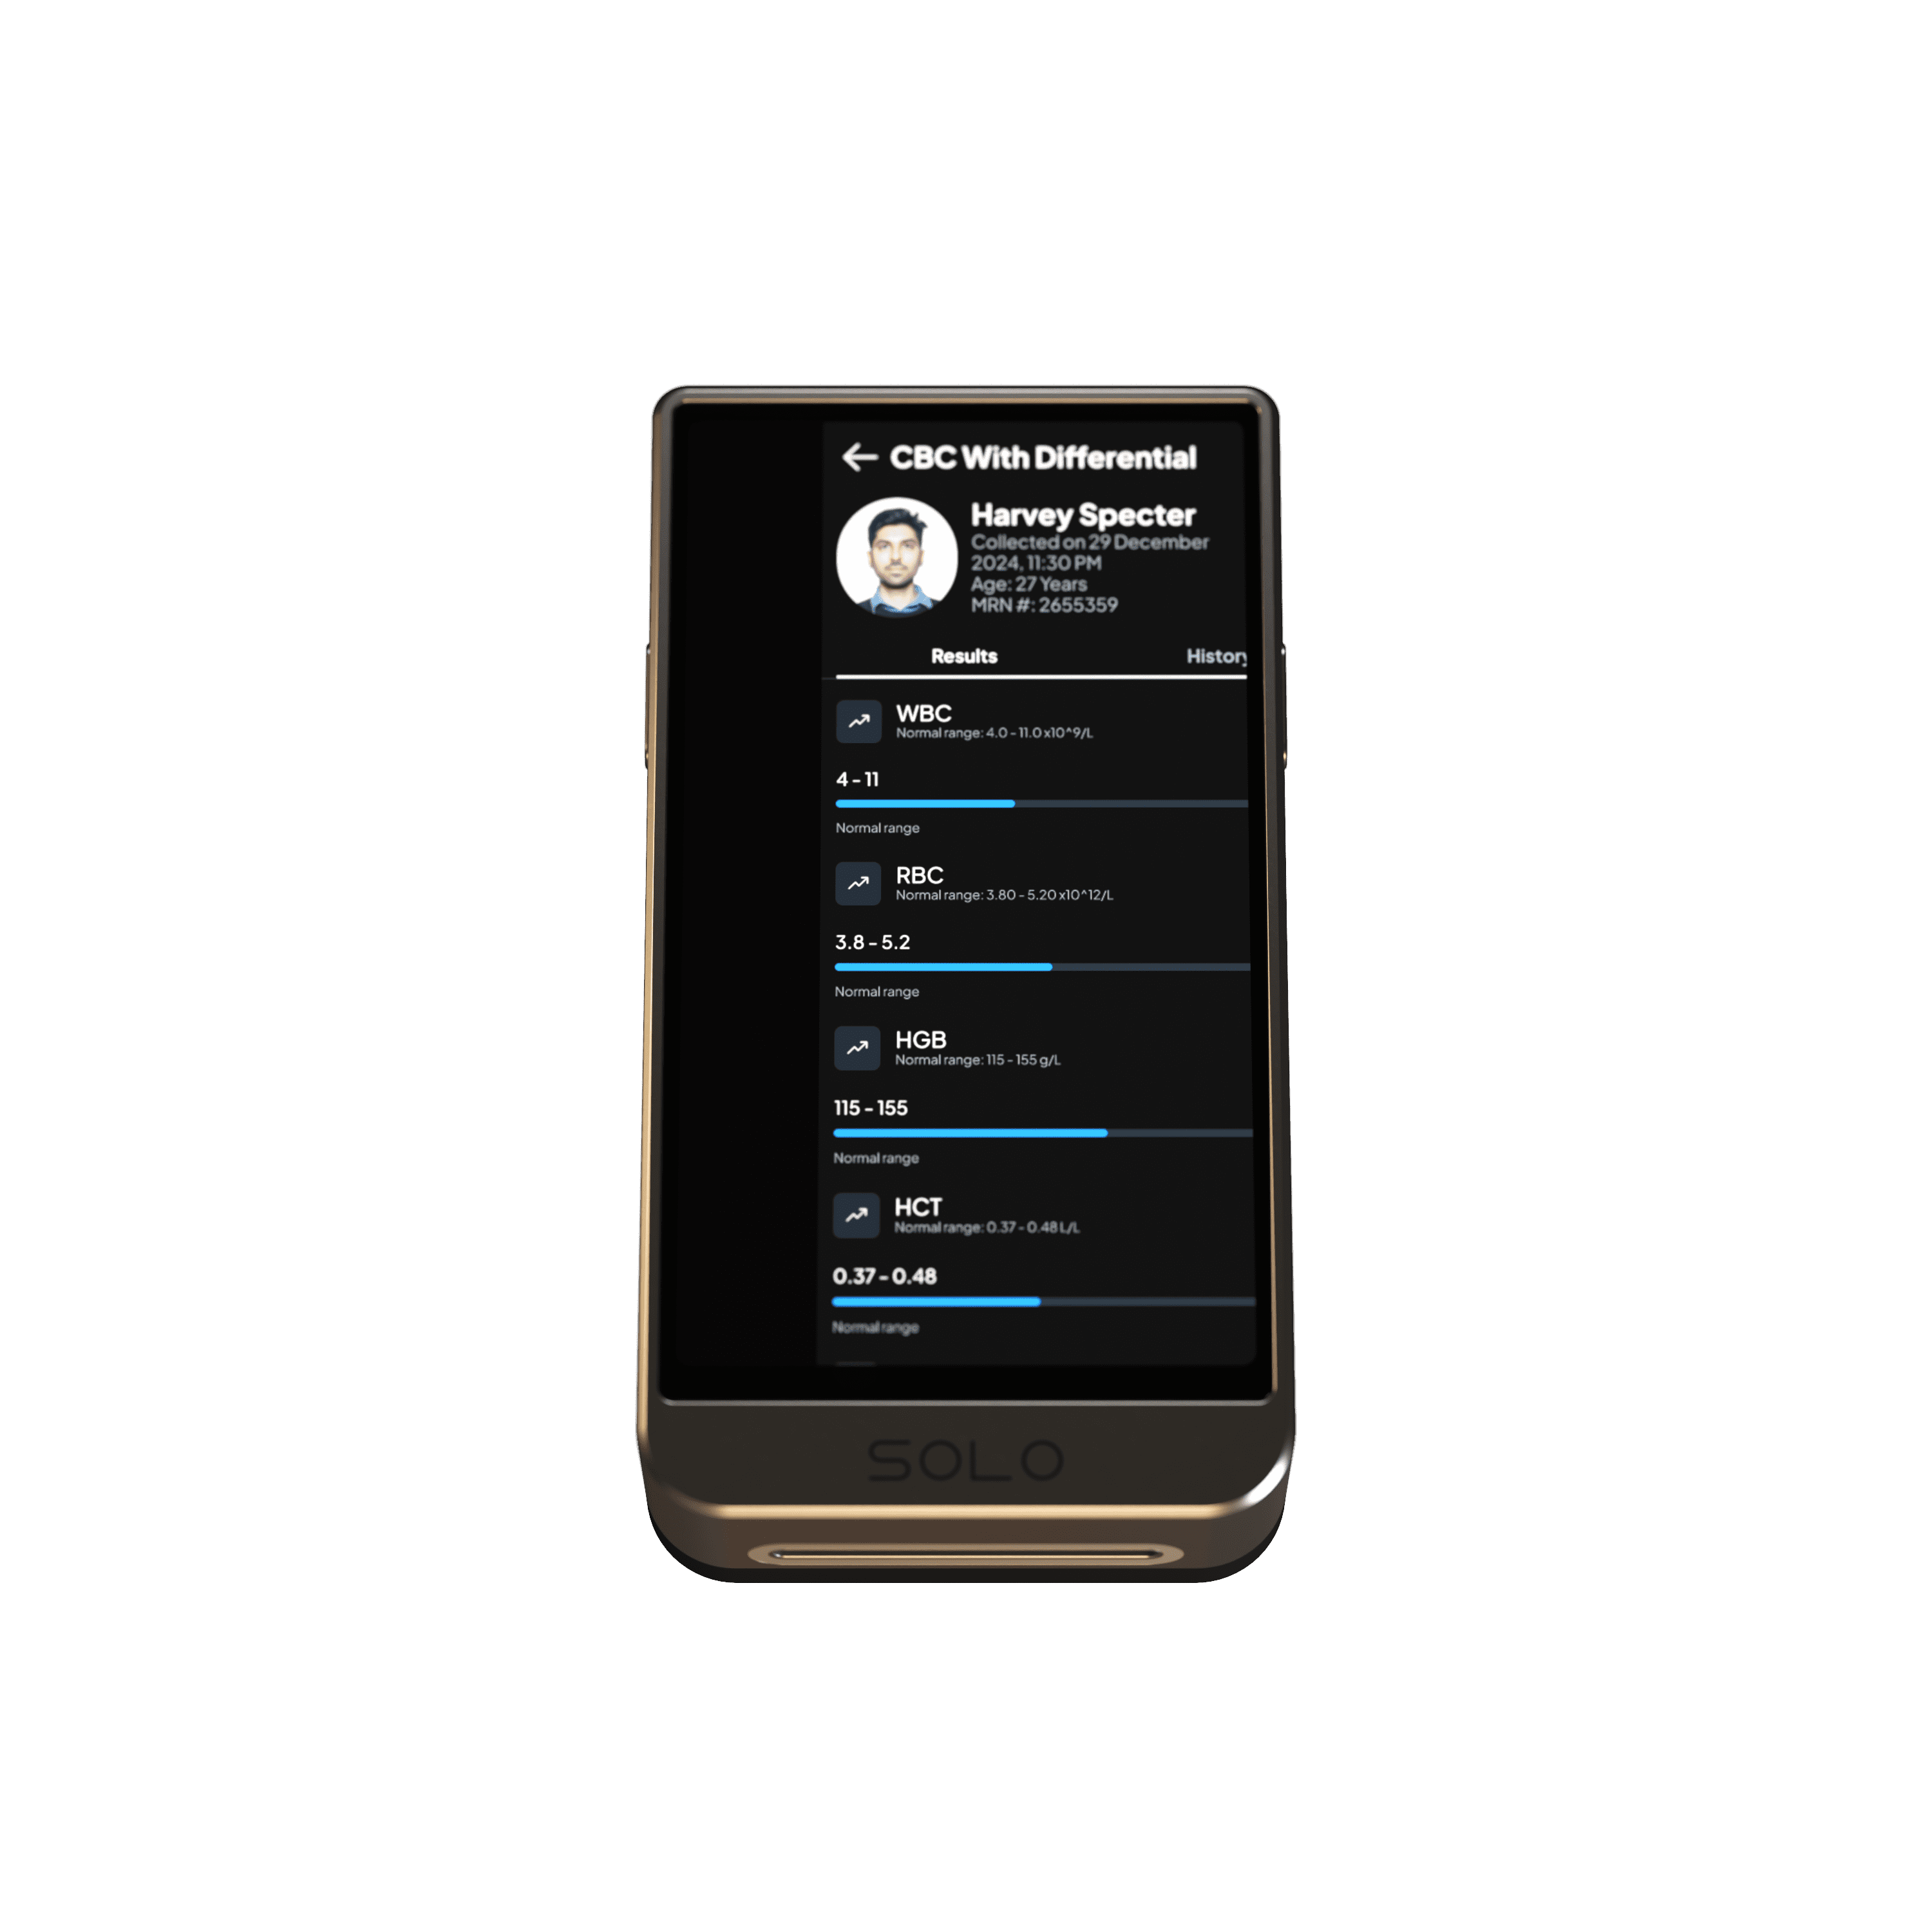 CBC With Differential
Harvey Specter
Collected on 29 December
2024, 11:30 PM
Age: 27 Years
MRN #: 2655359
Results History
WBC
Normal range: 4.0 - 11.0 x10^9/L
4 - 11
Normal range
RBC
Normal range: 3.80 - 5.20 x10^12/L
3.8 - 5.2
Normal range
HGB
Normal range: 115 - 155 g/L
115 - 155
Normal range
HCT
Normal range: 0.37 - 0.48 L/L
0.37 - 0.48
Normal range
SOLO